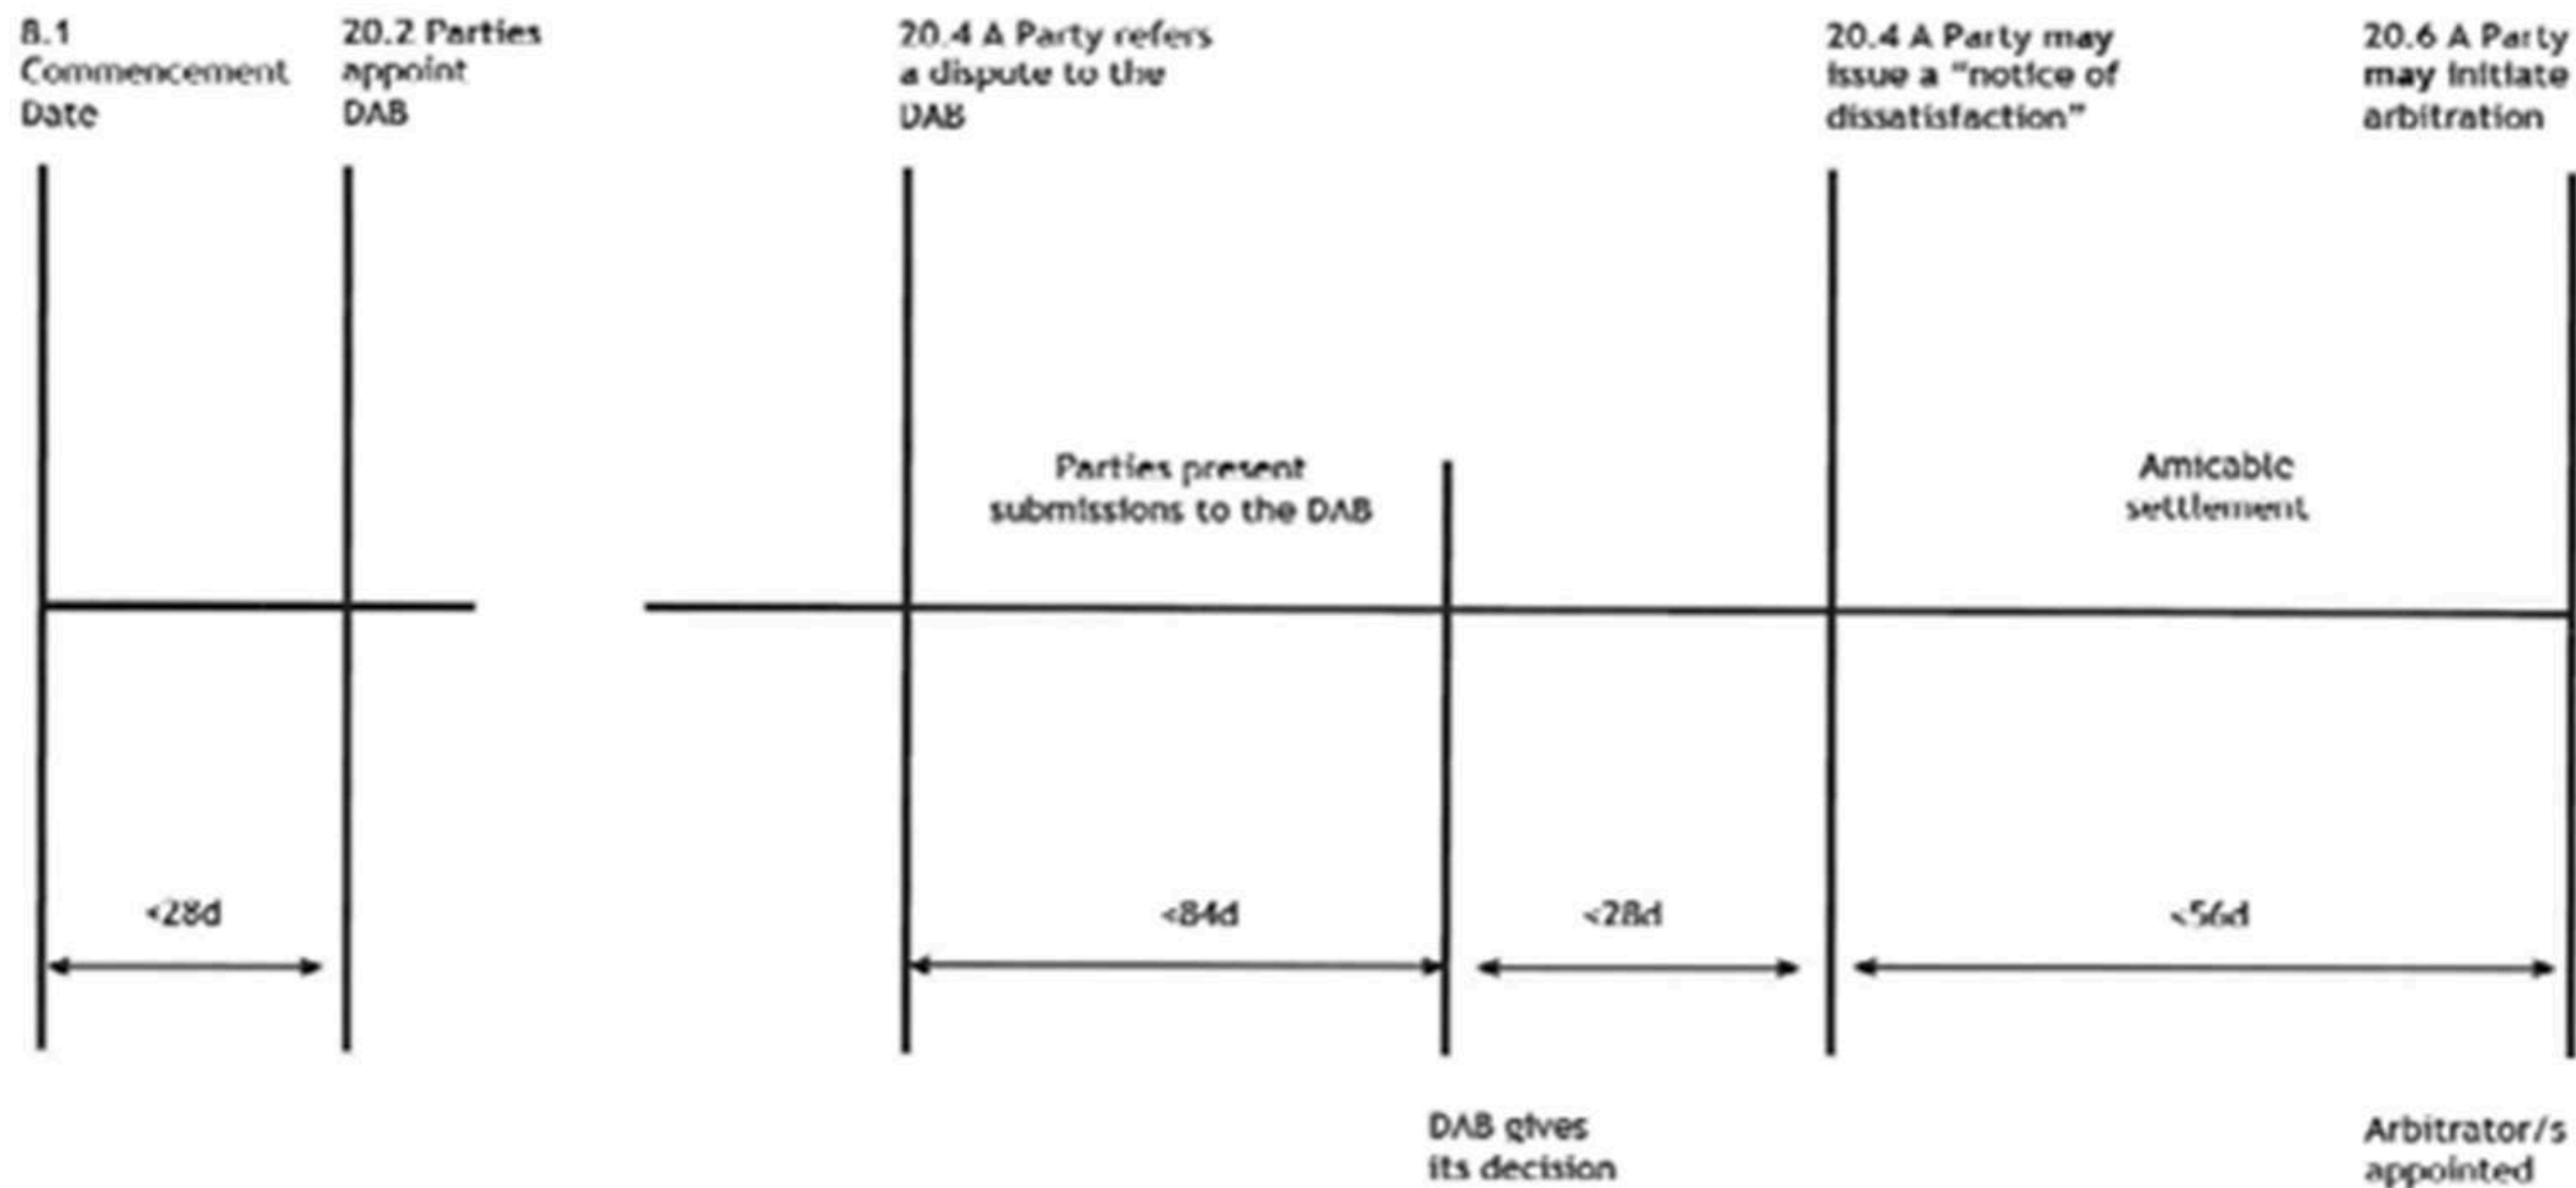 8.1
Commencement
Date
20.2 Parties
appoint
DAB
20.4 A Party refers
a dispute to the
DAB
20.4 A Party may
issue a "notice of
dissatisfaction"
20.6 A Party
may initiate
arbitration
Parties present
submissions to the DAB
Amicable
settlement
<28d
<84d
<28d
<56d
DAB gives
its decision
Arbitrator/s
appointed